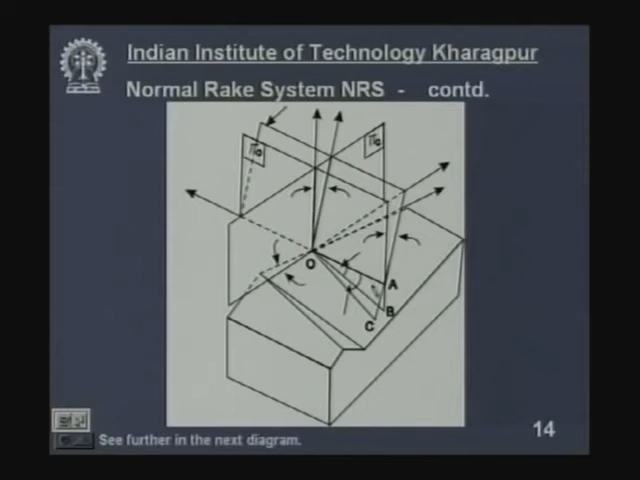 Indian Institute of Technology Kharagpur
Normal Rake System NRS - contd.
πo
πc
O
A
B
C
14
See further in the next diagram.